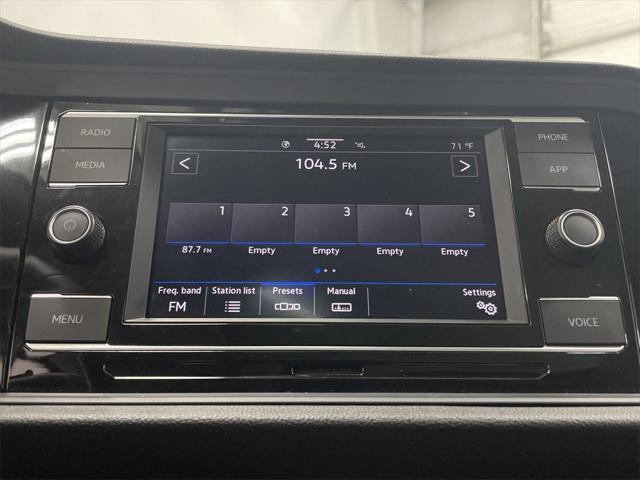 RADIO
MEDIA
MENU
4:52
71 °F
104.5 FM
1 2 3 4 5
87.7 FM Empty Empty Empty Empty
Freq. band Station list Presets Manual Settings
FM
PHONE
APP
VOICE